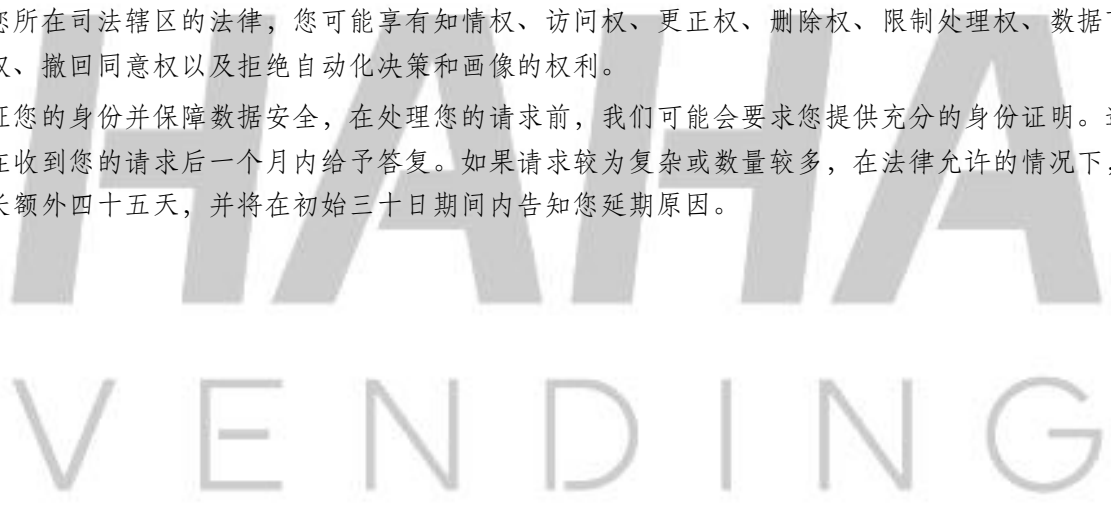 您所在司法辖区的法律，您可能享有知情权、访问权、更正权、删除权、限制处理权、数据
权、撤回同意权以及拒绝自动化决策和画像的权利。
证您的身份并保障数据安全，在处理您的请求前，我们可能会要求您提供充分的身份证明。
在收到您的请求后一个月内给予答复。如果请求较为复杂或数量较多，在法律允许的情况下，
长额外四十五天，并将在初始三十日期间内告知您延期原因。
HAHA
VENDING